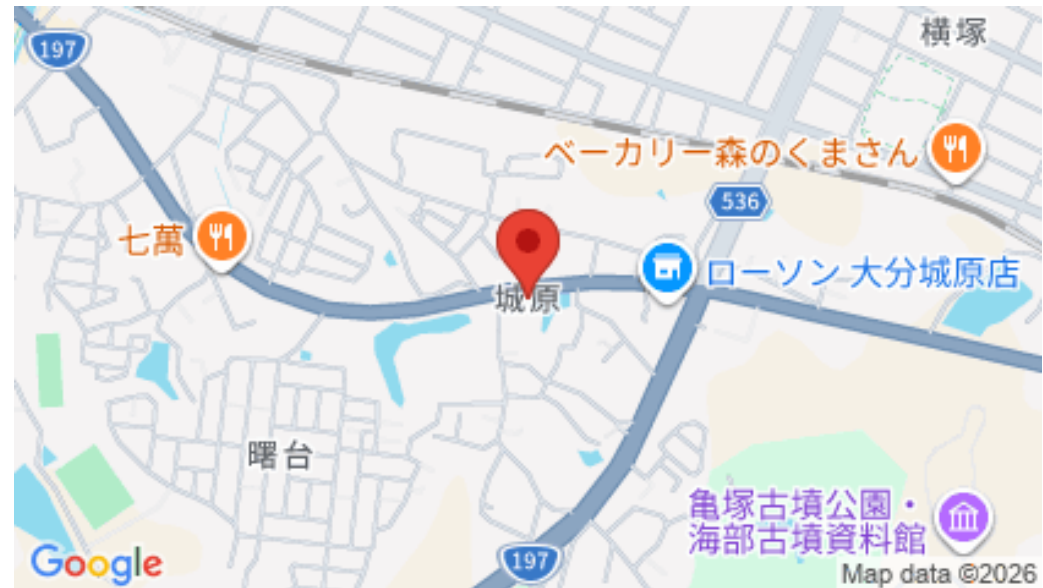 197
横塚
ベーカリー森のくまさん
536
七萬
ローソン 大分城原店
城原
曙台
亀塚古墳公園・
海部古墳資料館
197
Google
Map data ©2026